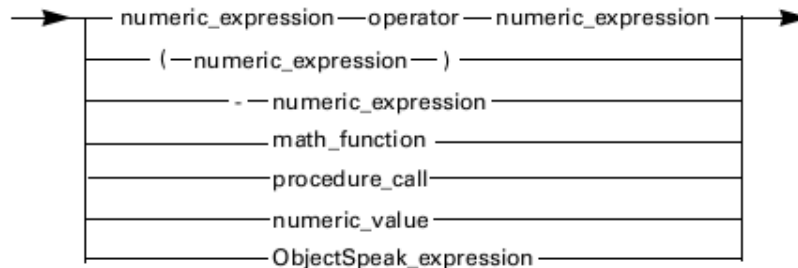 numeric_expression operator numeric_expression
( numeric_expression )
- numeric_expression
math_function
procedure_call
numeric_value
ObjectSpeak_expression